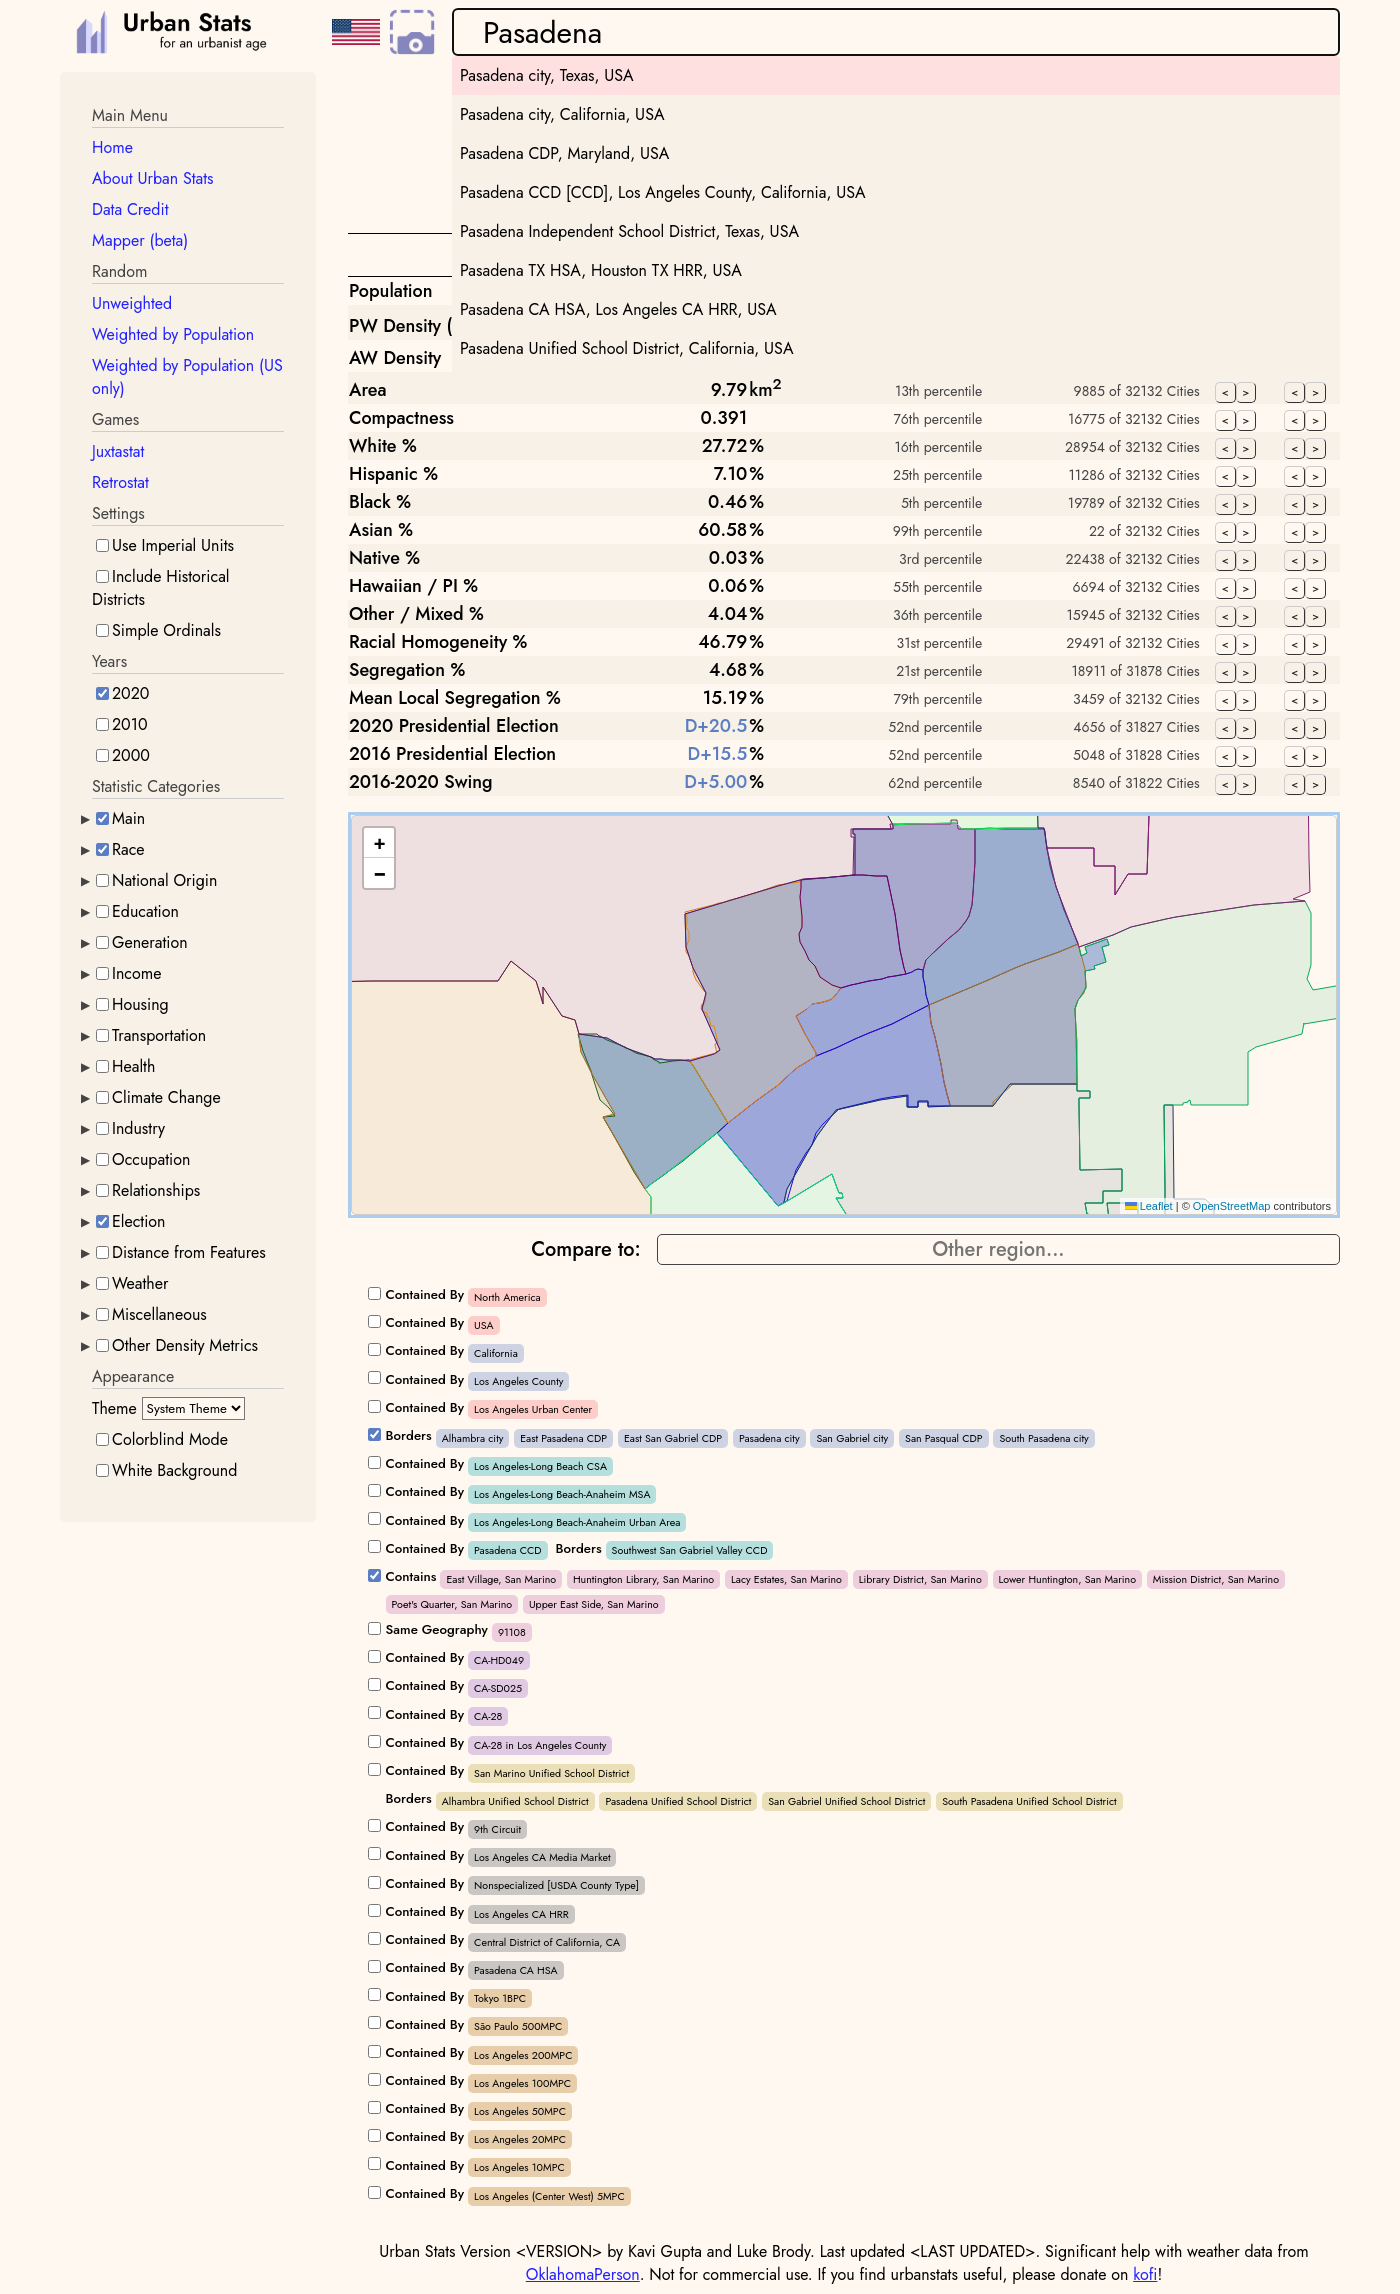 Urban Stats
for an urbanist age
Pasadena
Pasadena city, Texas, USA
Pasadena city, California, USA
Pasadena CDP, Maryland, USA
Pasadena CCD [CCD], Los Angeles County, California, USA
Pasadena Independent School District, Texas, USA
Pasadena TX HSA, Houston TX HRR, USA
Pasadena CA HSA, Los Angeles CA HRR, USA
Pasadena Unified School District, California, USA
Main Menu
Home
About Urban Stats
Data Credit
Mapper (beta)
Random
Unweighted
Weighted by Population
Weighted by Population (US
only)
Games
Juxtastat
Retrostat
Settings
Use Imperial Units
Include Historical
Districts
Simple Ordinals
Years
2020
2010
2000
Statistic Categories
▶ Main
▶ Race
▶ National Origin
▶ Education
▶ Generation
▶ Income
▶ Housing
▶ Transportation
▶ Health
▶ Climate Change
▶ Industry
▶ Occupation
▶ Relationships
▶ Election
▶ Distance from Features
▶ Weather
▶ Miscellaneous
▶ Other Density Metrics
Appearance
Theme System Theme
Colorblind Mode
White Background
Population
PW Density (
AW Density
Area 9.79 km² 13th percentile 9885 of 32132 Cities < > < >
Compactness 0.391 76th percentile 16775 of 32132 Cities < > < >
White % 27.72% 16th percentile 28954 of 32132 Cities < > < >
Hispanic % 7.10% 25th percentile 11286 of 32132 Cities < > < >
Black % 0.46% 5th percentile 19789 of 32132 Cities < > < >
Asian % 60.58% 99th percentile 22 of 32132 Cities < > < >
Native % 0.03% 3rd percentile 22438 of 32132 Cities < > < >
Hawaiian / PI % 0.06% 55th percentile 6694 of 32132 Cities < > < >
Other / Mixed % 4.04% 36th percentile 15945 of 32132 Cities < > < >
Racial Homogeneity % 46.79% 31st percentile 29491 of 32132 Cities < > < >
Segregation % 4.68% 21st percentile 18911 of 31878 Cities < > < >
Mean Local Segregation % 15.19% 79th percentile 3459 of 32132 Cities < > < >
2020 Presidential Election D+20.5% 52nd percentile 4656 of 31827 Cities < > < >
2016 Presidential Election D+15.5% 52nd percentile 5048 of 31828 Cities < > < >
2016-2020 Swing D+5.00% 62nd percentile 8540 of 31822 Cities < > < >
+
−
Leaflet | © OpenStreetMap contributors
Compare to: Other region...
Contained By North America
Contained By USA
Contained By California
Contained By Los Angeles County
Contained By Los Angeles Urban Center
Borders Alhambra city East Pasadena CDP East San Gabriel CDP Pasadena city San Gabriel city San Pasqual CDP South Pasadena city
Contained By Los Angeles-Long Beach CSA
Contained By Los Angeles-Long Beach-Anaheim MSA
Contained By Los Angeles-Long Beach-Anaheim Urban Area
Contained By Pasadena CCD Borders Southwest San Gabriel Valley CCD
Contains East Village, San Marino Huntington Library, San Marino Lacy Estates, San Marino Library District, San Marino Lower Huntington, San Marino Mission District, San Marino
Poet's Quarter, San Marino Upper East Side, San Marino
Same Geography 91108
Contained By CA-HD049
Contained By CA-SD025
Contained By CA-28
Contained By CA-28 in Los Angeles County
Contained By San Marino Unified School District
Borders Alhambra Unified School District Pasadena Unified School District San Gabriel Unified School District South Pasadena Unified School District
Contained By 9th Circuit
Contained By Los Angeles CA Media Market
Contained By Nonspecialized [USDA County Type]
Contained By Los Angeles CA HRR
Contained By Central District of California, CA
Contained By Pasadena CA HSA
Contained By Tokyo 1BPC
Contained By São Paulo 500MPC
Contained By Los Angeles 200MPC
Contained By Los Angeles 100MPC
Contained By Los Angeles 50MPC
Contained By Los Angeles 20MPC
Contained By Los Angeles 10MPC
Contained By Los Angeles (Center West) 5MPC
Urban Stats Version <VERSION> by Kavi Gupta and Luke Brody. Last updated <LAST UPDATED>. Significant help with weather data from
OklahomaPerson. Not for commercial use. If you find urbanstats useful, please donate on kofi!